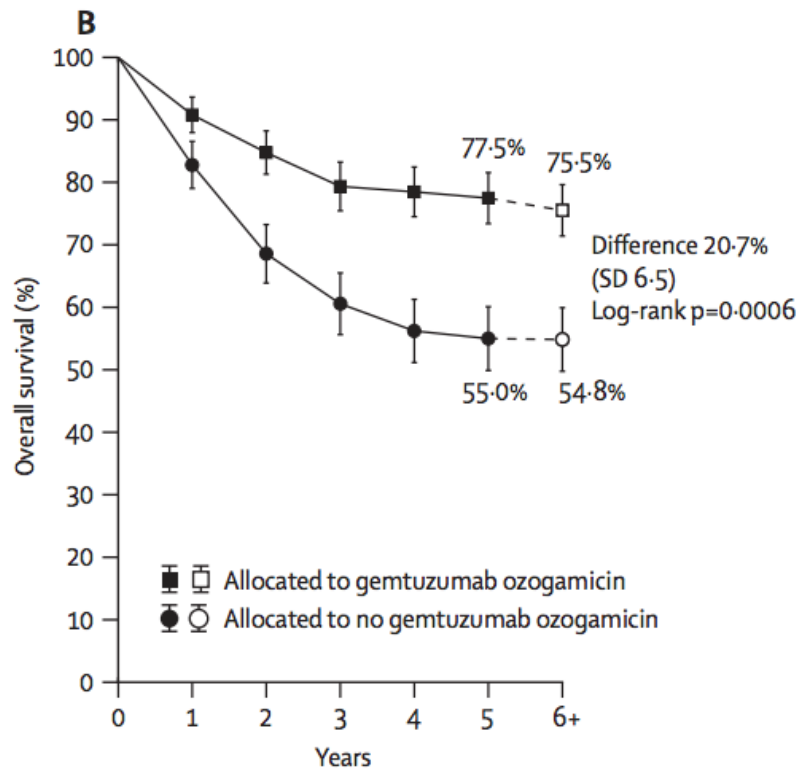 B
100
90
80
70
60
50
40
30
20
10
0
Overall survival (%)
77·5%
75·5%
Difference 20·7%
(SD 6·5)
Log-rank p=0·0006
55·0%
54·8%
Allocated to gemtuzumab ozogamicin
Allocated to no gemtuzumab ozogamicin
0
1
2
3
4
5
6+
Years